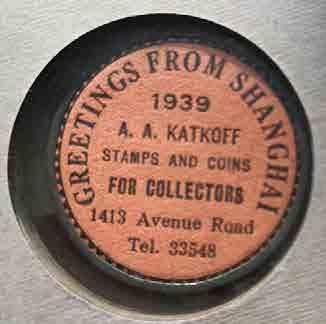 GREETINGS FROM SHANGHAI
1939
A. A. KATKOFF
STAMPS AND COINS
FOR COLLECTORS
1413 Avenue Road
Tel. 33548